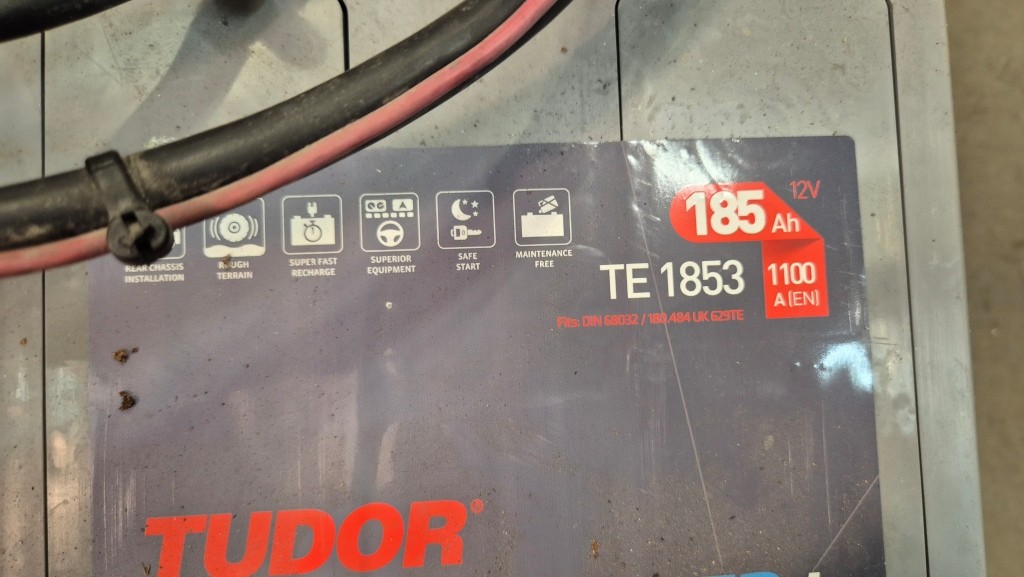 REAR CHASSIS
INSTALLATION
ROUGH
TERRAIN
SUPER FAST
RECHARGE
SUPERIOR
EQUIPMENT
SAFE
START
MAINTENANCE
FREE
12V
185 Ah
TE 1853
1100
A (EN)
Fits: DIN 68032 / 180.484 UK 629TE
TUDOR®